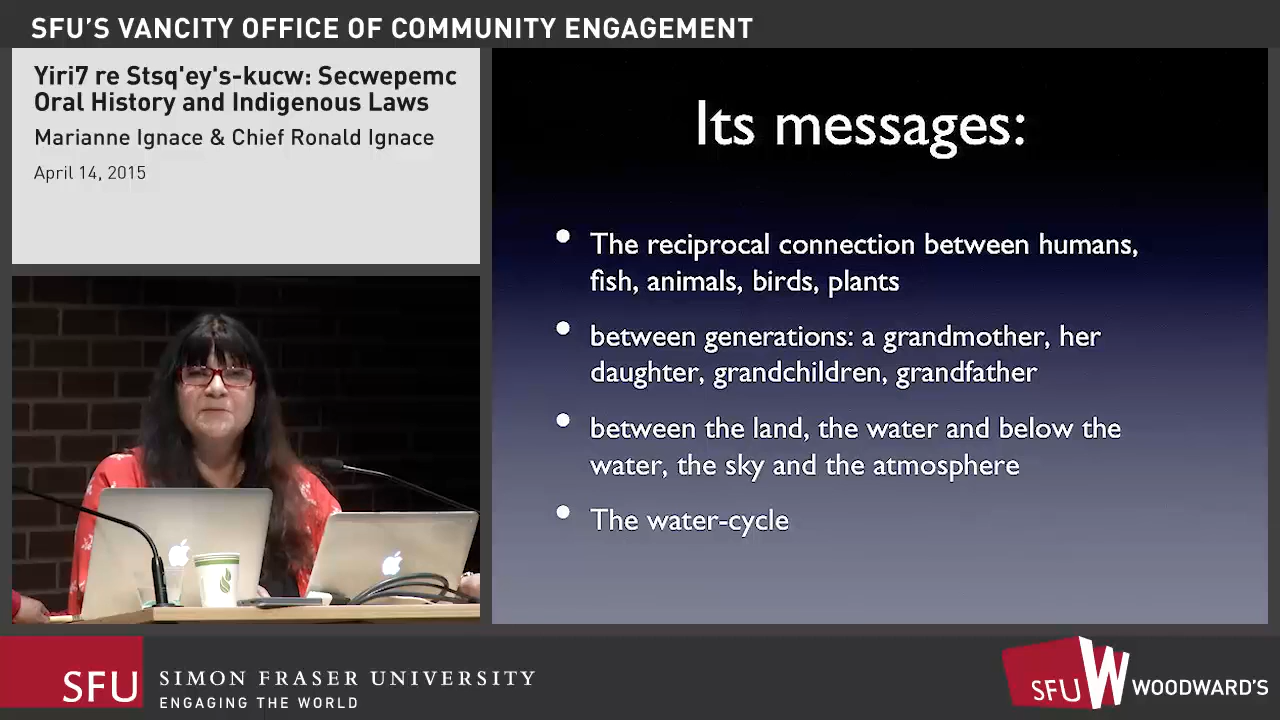 SFU'S VANCITY OFFICE OF COMMUNITY ENGAGEMENT
Yiri7 re Stsq'ey's-kucw: Secwepemc
Oral History and Indigenous Laws
Marianne Ignace & Chief Ronald Ignace
April 14, 2015
Its messages:
• The reciprocal connection between humans,
fish, animals, birds, plants
• between generations: a grandmother, her
daughter, grandchildren, grandfather
• between the land, the water and below the
water, the sky and the atmosphere
• The water-cycle
SFU
SIMON FRASER UNIVERSITY
ENGAGING THE WORLD
SFU W WOODWARD'S